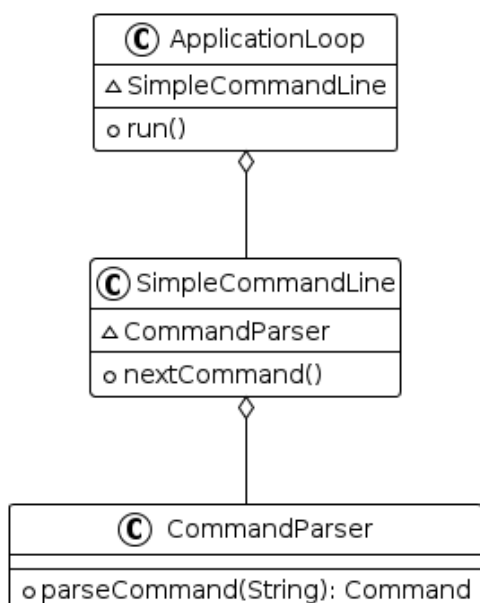 C ApplicationLoop
SimpleCommandLine
run()
C SimpleCommandLine
CommandParser
nextCommand()
C CommandParser
parseCommand(String): Command